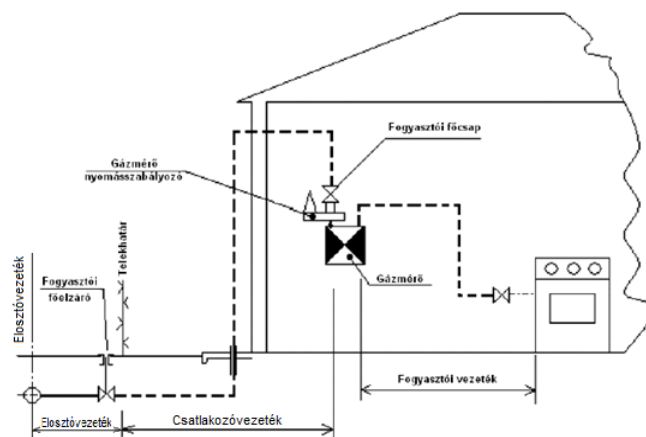 Fogyasztói főcsap
Gázmérő
nyomásszabályozó
Telekhatár
Elosztóvezeték
Fogyasztói
főelzáró
Gázmérő
Fogyasztói vezeték
Csatlakozóvezeték
Elosztóvezeték